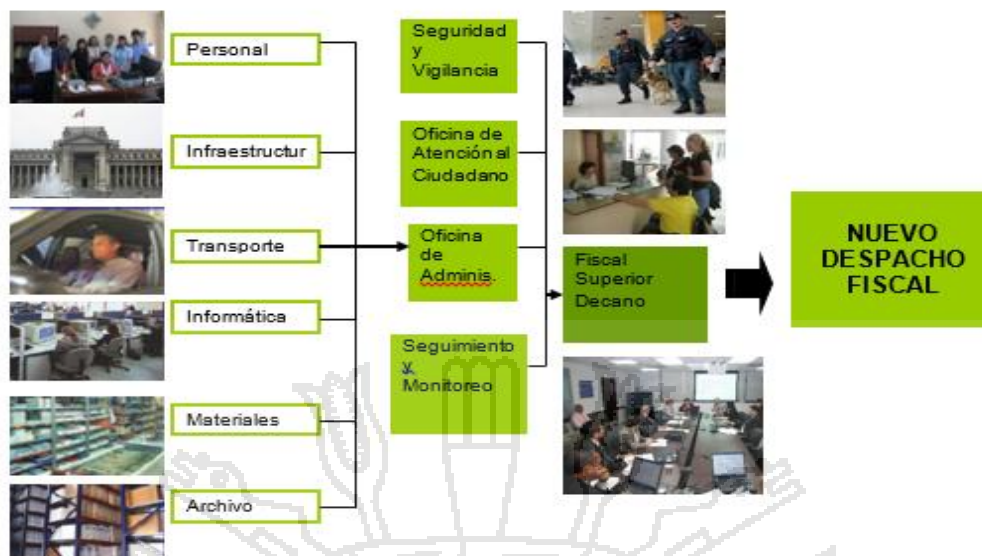 Personal
Infraestructur
Transporte
Informática
Materiales
Archivo
Seguridad
y
Vigilancia
Oficina de
Atención al
Ciudadano
Oficina
de
Adminis.
Seguimiento
y
Monitoreo
Fiscal
Superior
Decano
NUEVO
DESPACHO
FISCAL